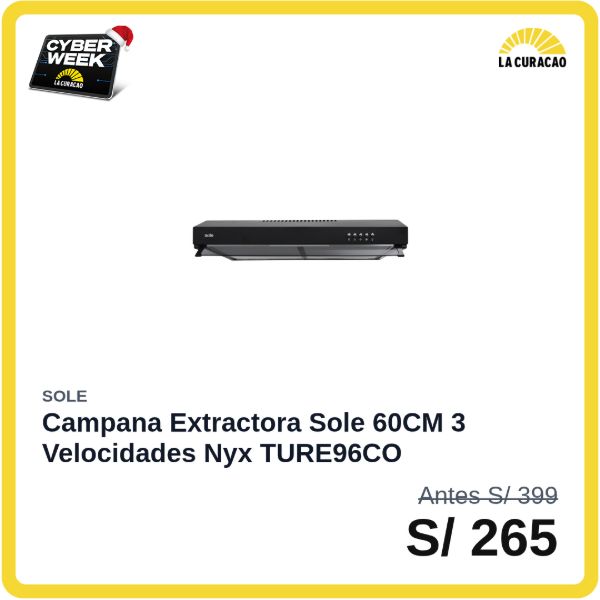 CYBER
WEEK
LA CURACAO
LA CURACAO
sole
SOLE
Campana Extractora Sole 60CM 3
Velocidades Nyx TURE96CO
Antes S/ 399
S/ 265